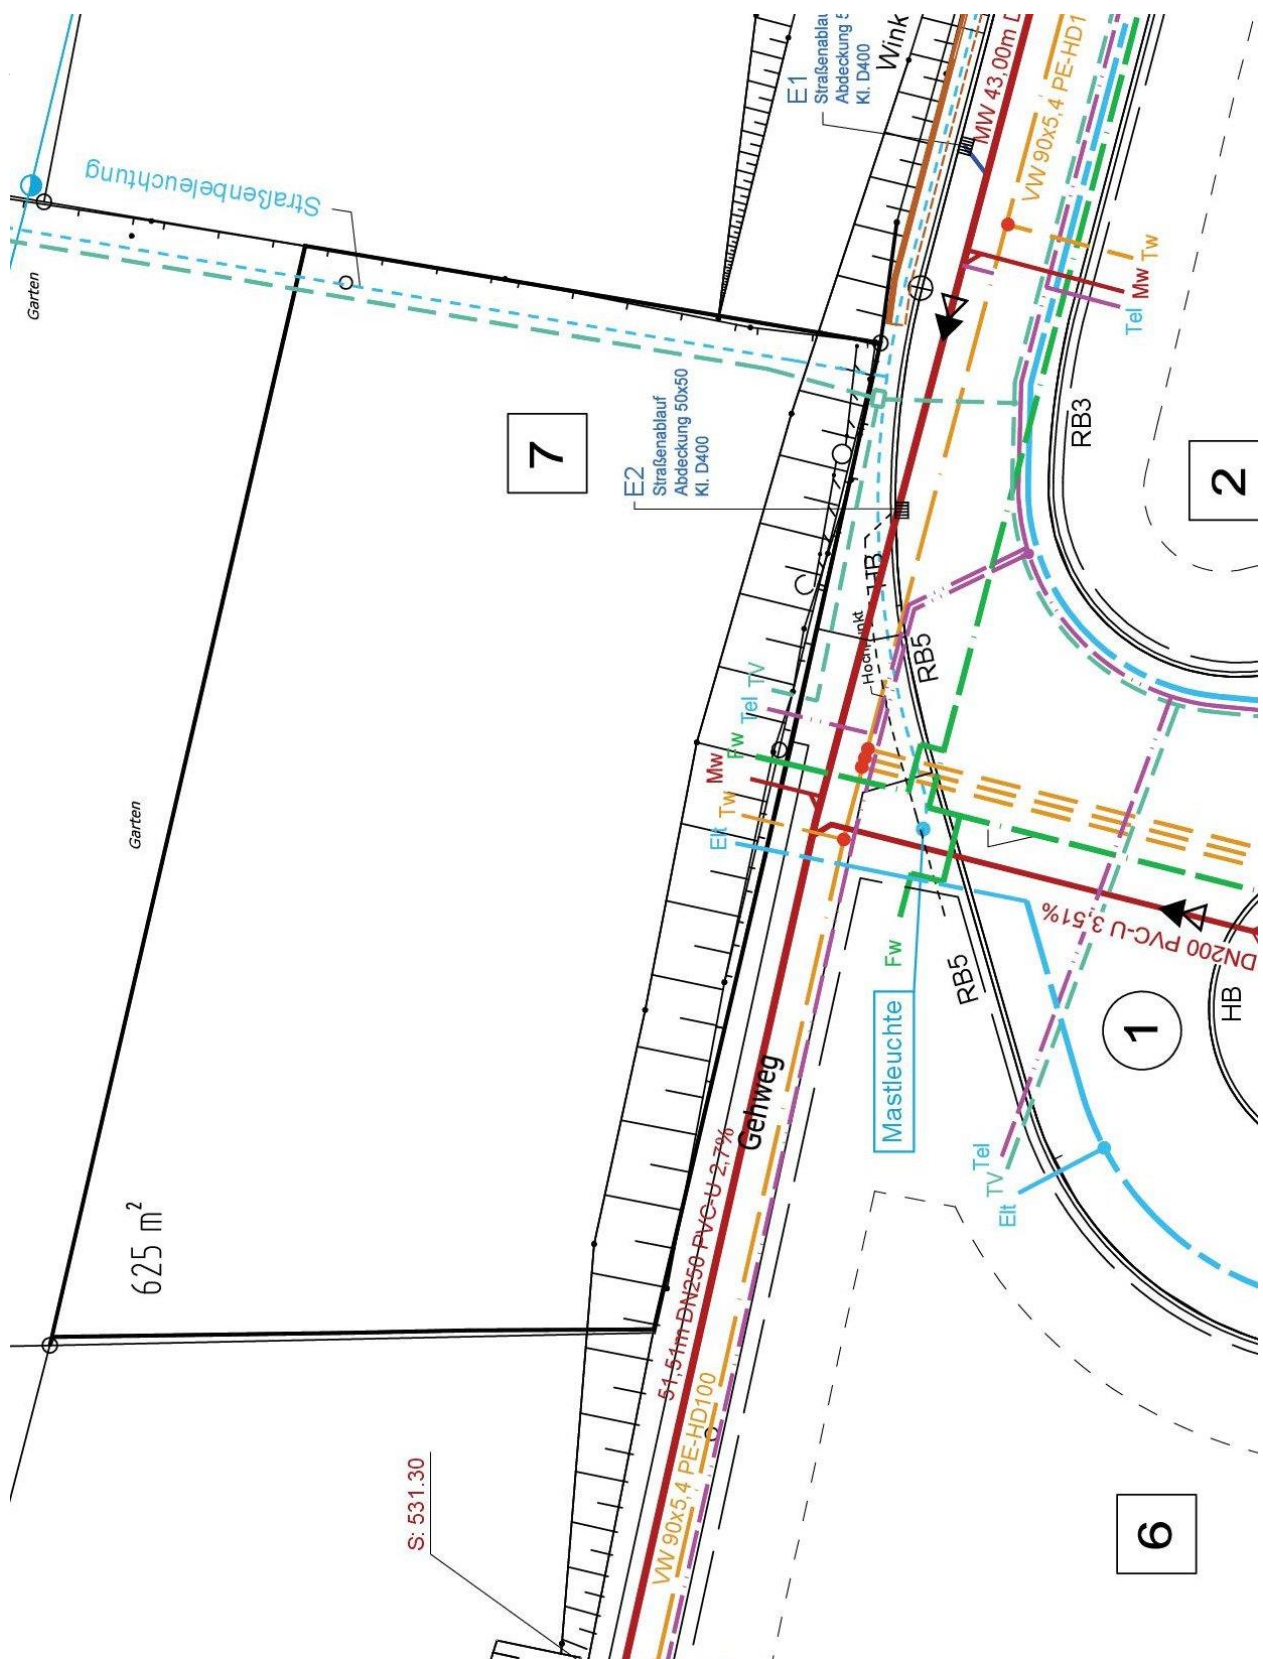 Straßenbeleuchtung
Garten
E1
Straßenablau
Abdeckung 5
Kl. D400
Wink
MW 43,00m D
VW 90x5,4 PE-HD1
Tw
Mw
Tel
RB3
2
7
E2
Straßenablauf
Abdeckung 50x50
Kl. D400
HB
Hochpunkt
RB5
TV
Tel
Fw
Mw
Tw
Elt
Garten
625 m²
Fw
RB5
Mastleuchte
DN200 PVC-U 3,51%
1
HB
Gehweg
51,51m DN250 PVC-U 2,7%
Tel
TV
Elt
VW 90x5,4 PE-HD100
S: 531.30
6